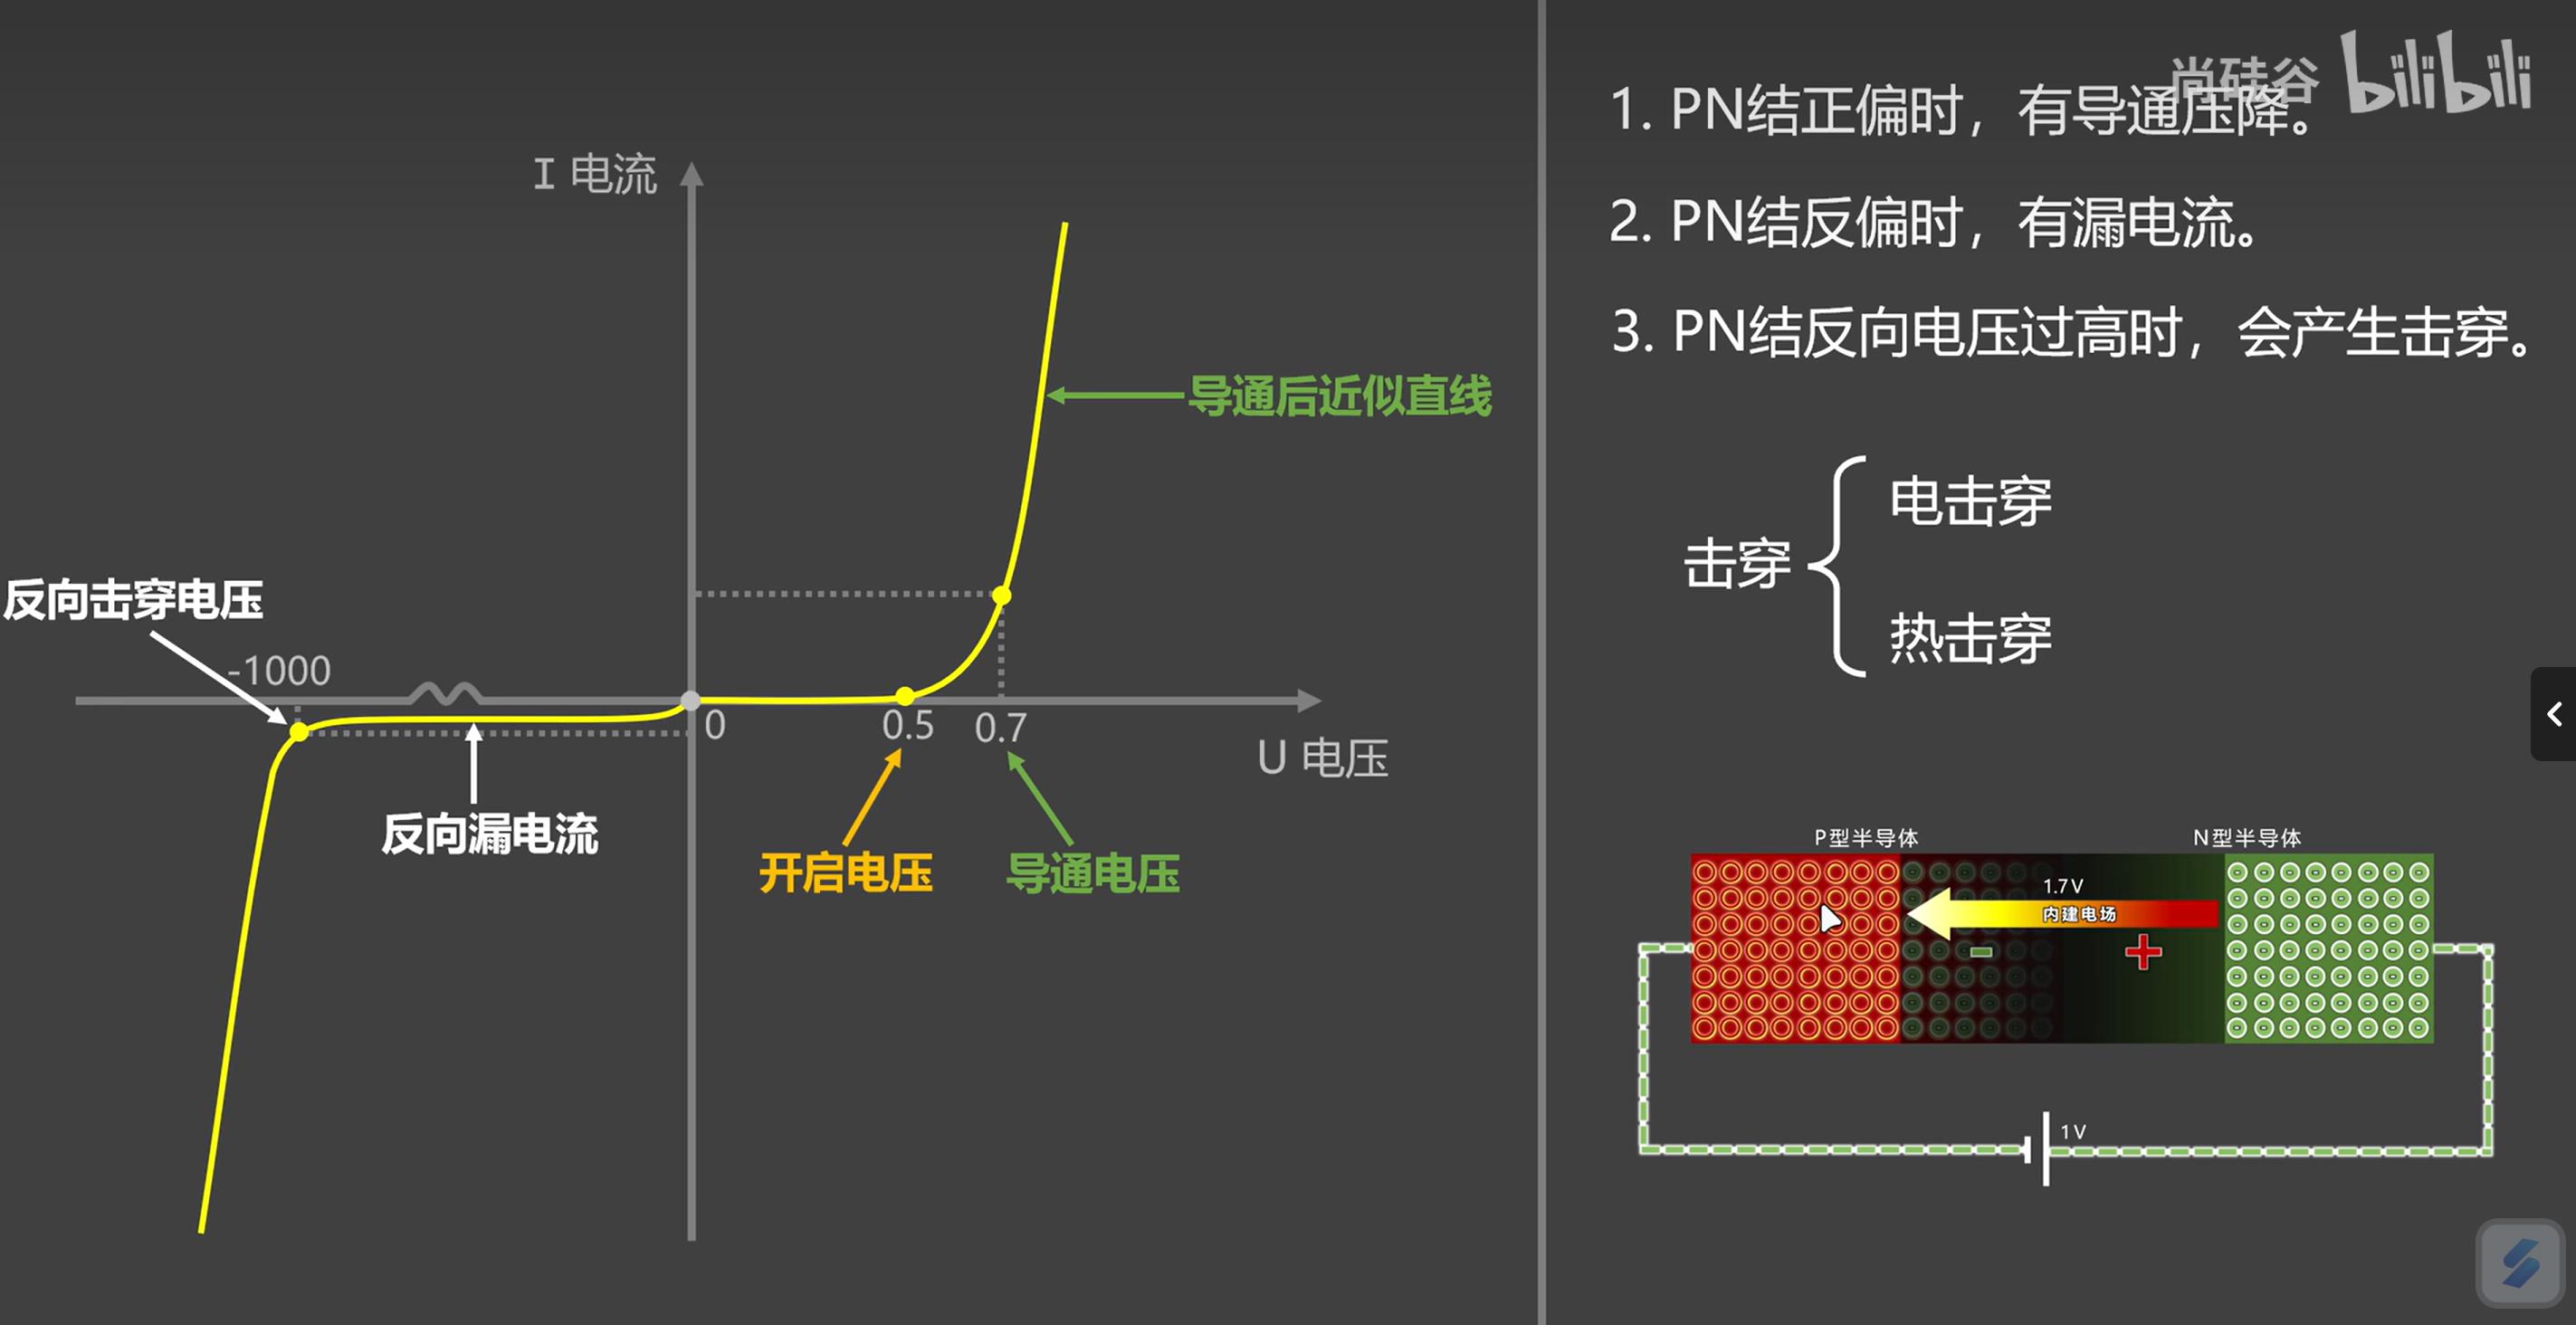 I 电流
导通后近似直线
反向击穿电压
-1000
0
0.5
0.7
U 电压
反向漏电流
开启电压
导通电压
尚硅谷 bilibili
1. PN结正偏时，有导通压降。
2. PN结反偏时，有漏电流。
3. PN结反向电压过高时，会产生击穿。
击穿
电击穿
热击穿
P型半导体
N型半导体
1.7V
内建电场
-
+
1V